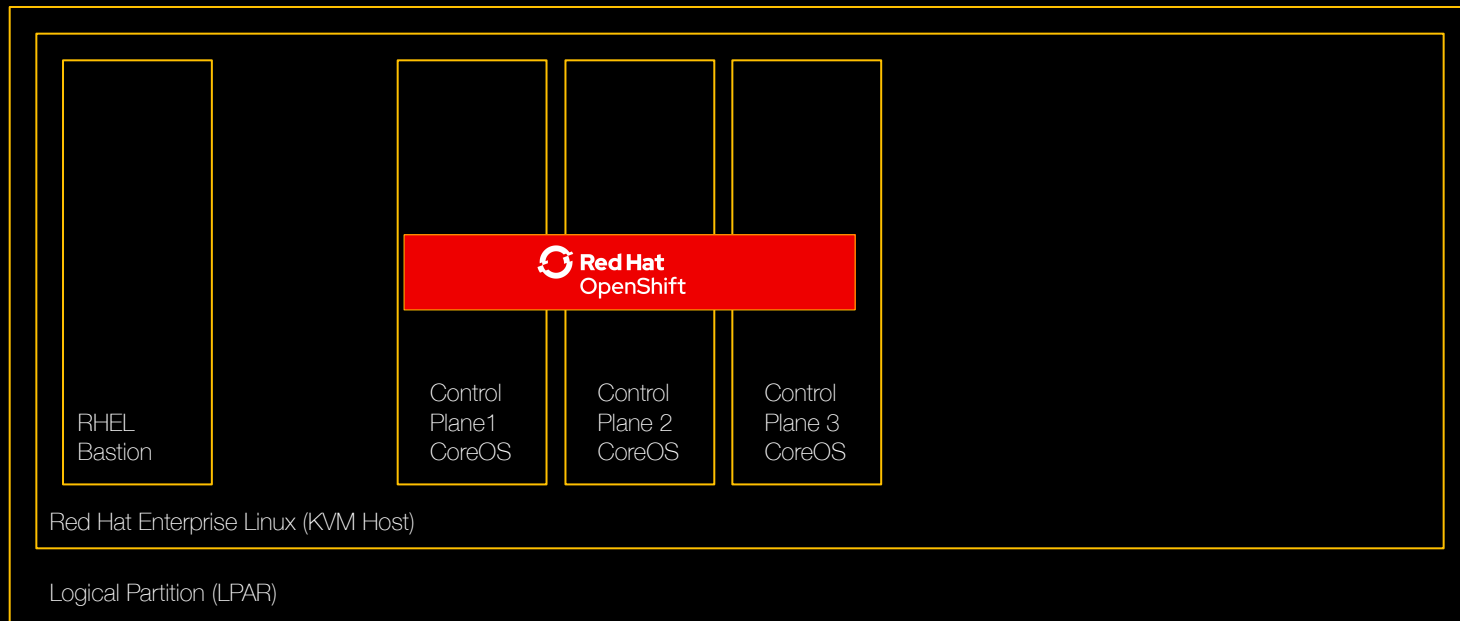 Red Hat
OpenShift
RHEL
Bastion
Control
Plane1
CoreOS
Control
Plane 2
CoreOS
Control
Plane 3
CoreOS
Red Hat Enterprise Linux (KVM Host)
Logical Partition (LPAR)